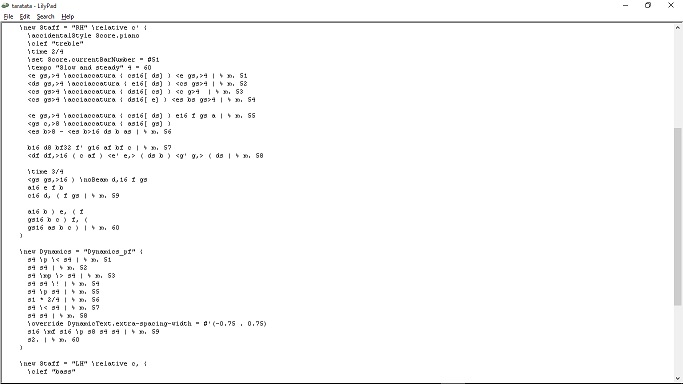 taratata - LilyPad
File Edit Search Help
\new Staff = "RH" \relative c' {
\accidentalStyle Score.piano
\clef "treble"
\time 2/4
\set Score.currentBarNumber = #51
\tempo "Slow and steady" 4 = 60
<e gs,>4 \acciaccatura { cs16[ ds] } <e gs,>4 | % m. 51
<ds gs,>4 \acciaccatura { e16[ ds] } <cs gs>4 | % m. 52
<cs gs>4 \acciaccatura { ds16[ cs] } <c g>4 | % m. 53
<cs gs>4 \acciaccatura { ds16[ e] } <es bs gs>4 | % m. 54
<e gs,>4 \acciaccatura { cs16[ ds] } e16 f gs a | % m. 55
<gs c,>8 \acciaccatura { as16[ gs] }
<es b>8 ~ <es b>16 ds b as | % m. 56
b16 d8 bf32 f' g16 af bf c | % m. 57
<df df,>16 ( c af ) <e' e,> ( ds b ) <g' g,> ( ds | % m. 58
\time 3/4
<gs gs,>16 ) \noBeam d,16 f gs
a16 e f b
c16 d, ( f gs | % m. 59
a16 b ) e, ( f
gs16 b c ) f, (
gs16 as b c ) | % m. 60
}
\new Dynamics = "Dynamics_pf" {
s4 \p \< s4 | % m. 51
s4 s4 | % m. 52
s4 \mp \> s4 | % m. 53
s4 s4 \! | % m. 54
s4 \p s4 | % m. 55
s1 * 2/4 | % m. 56
s4 \< s4 | % m. 57
s4 s4 | % m. 58
\override DynamicText.extra-spacing-width = #'(-0.75 . 0.75)
s16 \mf s16 \p s8 s4 s4 | % m. 59
s2. | % m. 60
}
\new Staff = "LH" \relative c, {
\clef "bass"